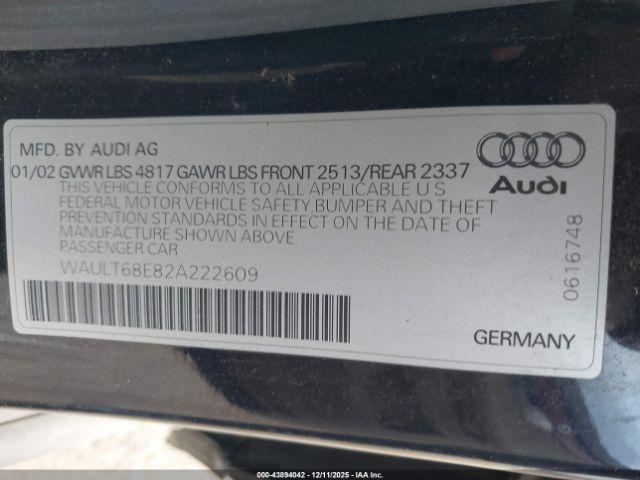 MFD. BY AUDI AG
01/02 GVWR LBS 4817 GAWR LBS FRONT 2513/REAR 2337
THIS VEHICLE CONFORMS TO ALL APPLICABLE U S
FEDERAL MOTOR VEHICLE SAFETY BUMPER AND THEFT
PREVENTION STANDARDS IN EFFECT ON THE DATE OF
MANUFACTURE SHOWN ABOVE
PASSENGER CAR
WAULT68E82A222609
Audi
0616748
GERMANY
000-43894042 - 12/11/2025 - IAAI.COM